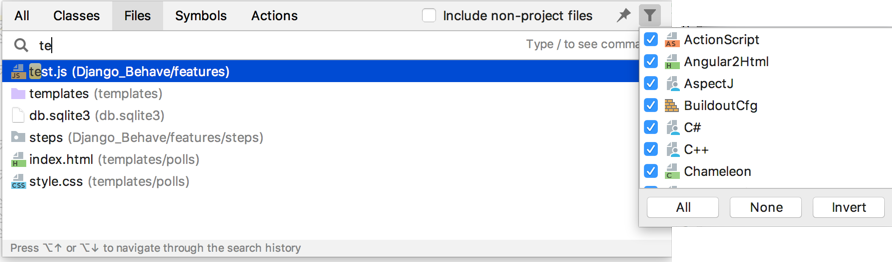 All Classes Files Symbols Actions Include non-project files
te Type / to see comma
test.js (Django_Behave/features)
templates (templates)
db.sqlite3 (db.sqlite3)
steps (Django_Behave/features/steps)
index.html (templates/polls)
style.css (templates/polls)
Press ⌥↑ or ⌥↓ to navigate through the search history
ActionScript
Angular2Html
AspectJ
BuildoutCfg
C#
C++
Chameleon
All None Invert